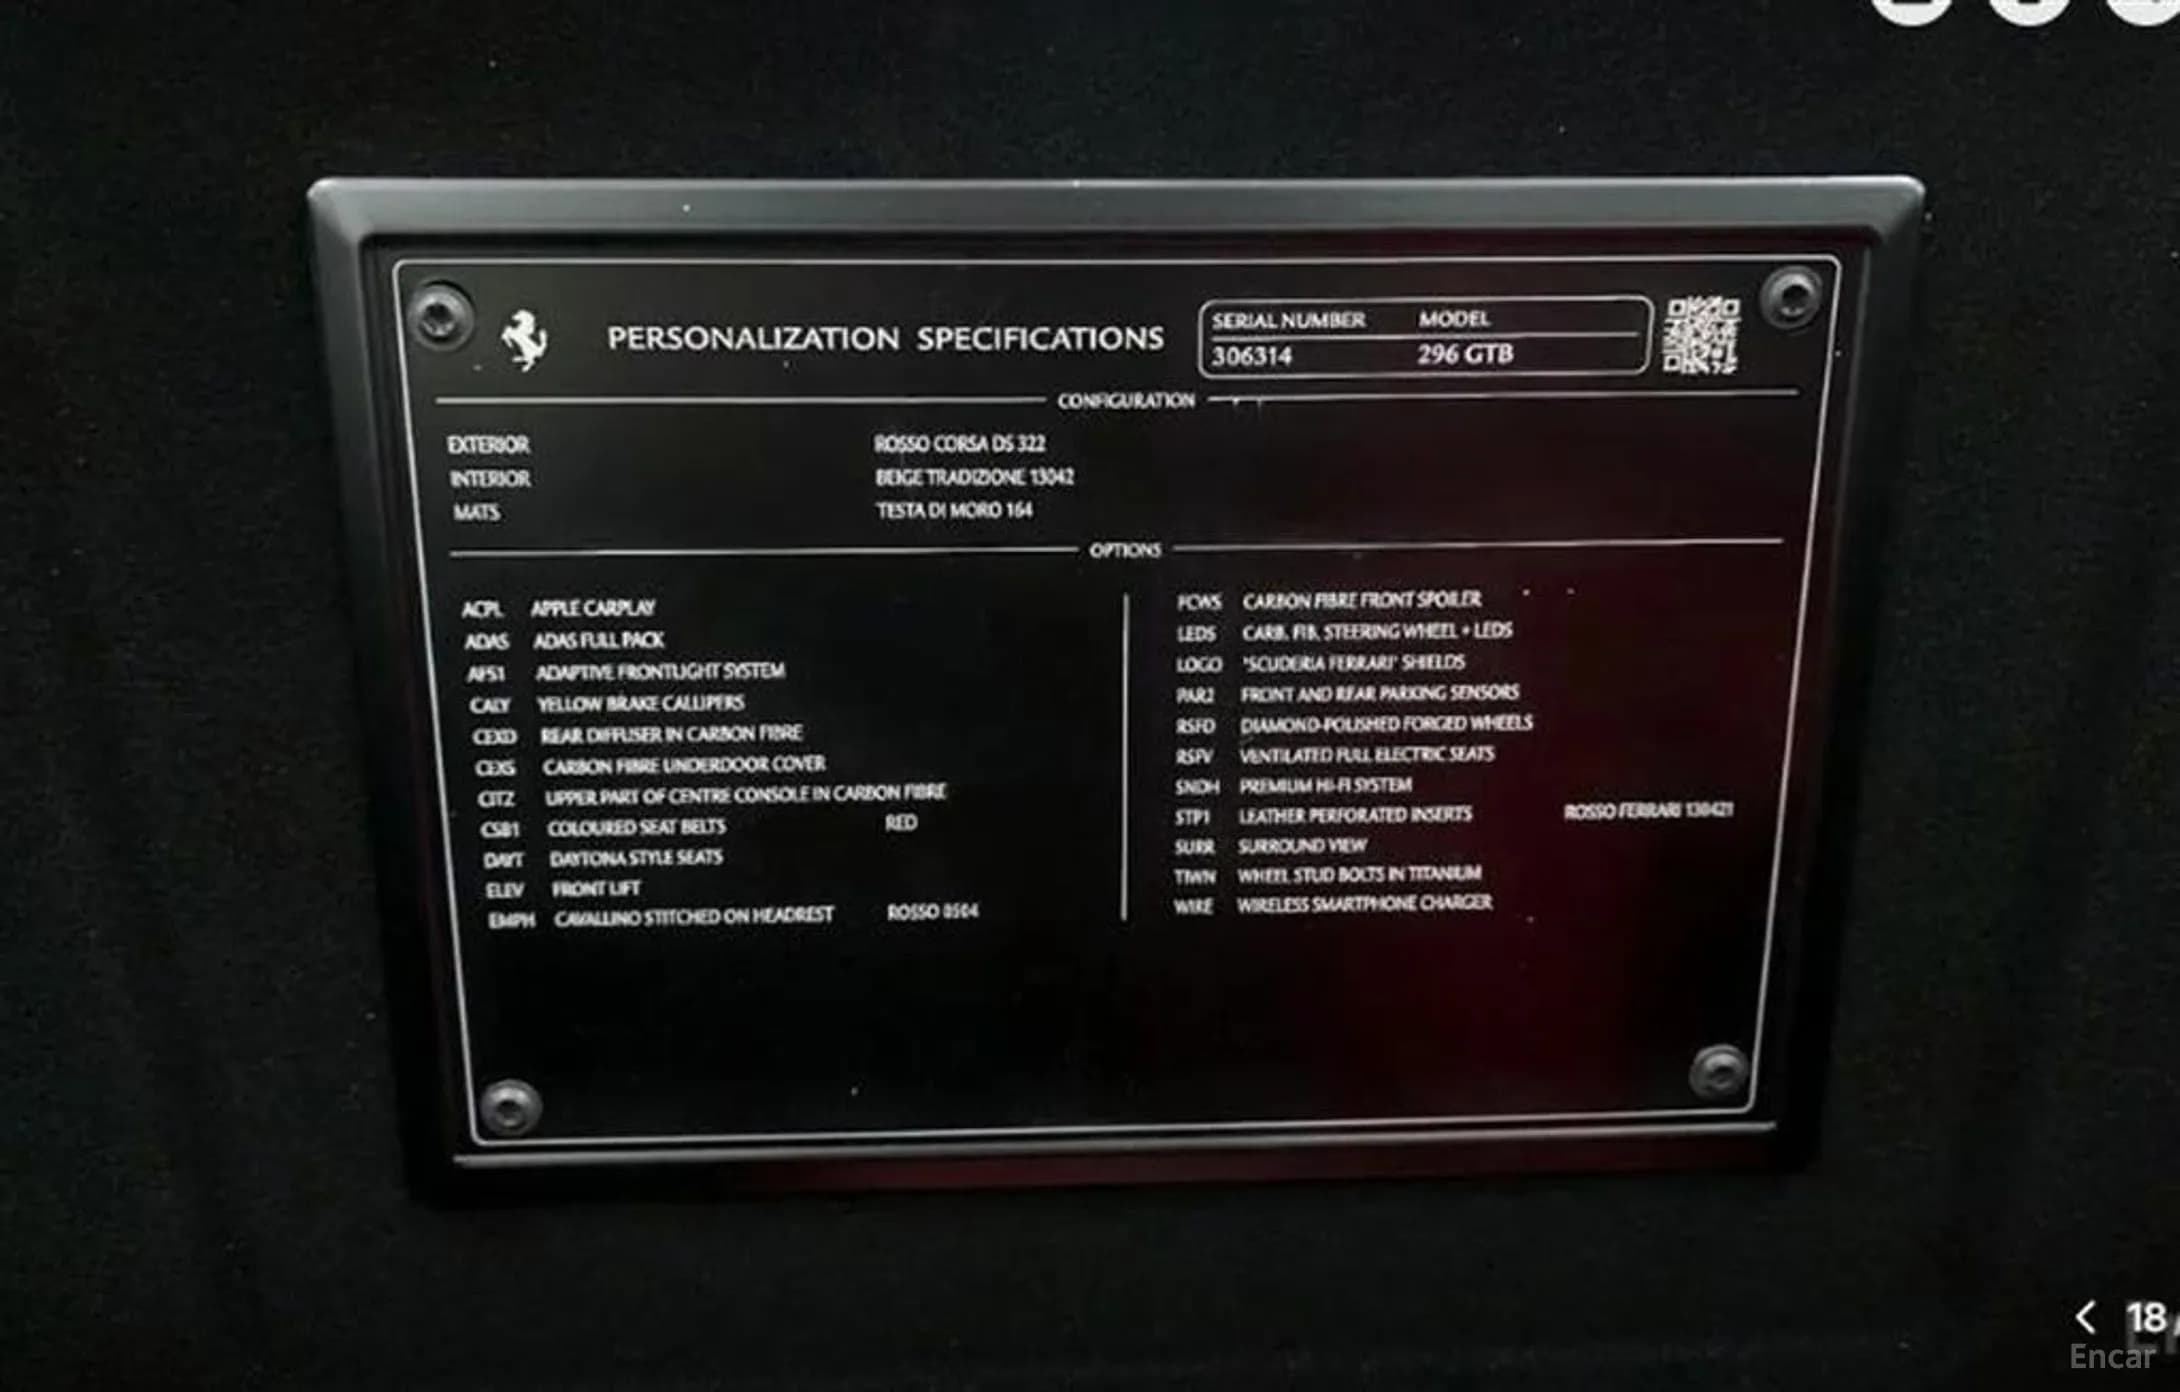 PERSONALIZATION SPECIFICATIONS
SERIAL NUMBER MODEL
306314 296 GTB
CONFIGURATION
EXTERIOR ROSSO CORSA DS 322
INTERIOR BEIGE TRADIZIONE 13042
MATS TESTA DI MORO 164
OPTIONS
ACPL APPLE CARPLAY
ADAS ADAS FULL PACK
AFS1 ADAPTIVE FRONTLIGHT SYSTEM
CALY YELLOW BRAKE CALLIPERS
CEXD REAR DIFFUSER IN CARBON FIBRE
CEXS CARBON FIBRE UNDERDOOR COVER
CITZ UPPER PART OF CENTRE CONSOLE IN CARBON FIBRE
CSB1 COLOURED SEAT BELTS RED
DAYT DAYTONA STYLE SEATS
ELEV FRONT LIFT
EMPH CAVALLINO STITCHED ON HEADREST ROSSO 0504
FCWS CARBON FIBRE FRONT SPOILER
LEDS CARB. FIB. STEERING WHEEL + LEDS
LOGO 'SCUDERIA FERRARI' SHIELDS
PAR2 FRONT AND REAR PARKING SENSORS
RSFD DIAMOND-POLISHED FORGED WHEELS
RSFV VENTILATED FULL ELECTRIC SEATS
SNDH PREMIUM HI-FI SYSTEM
STP1 LEATHER PERFORATED INSERTS ROSSO FERRARI 130421
SURR SURROUND VIEW
TIWN WHEEL STUD BOLTS IN TITANIUM
WIRE WIRELESS SMARTPHONE CHARGER
18
Encar